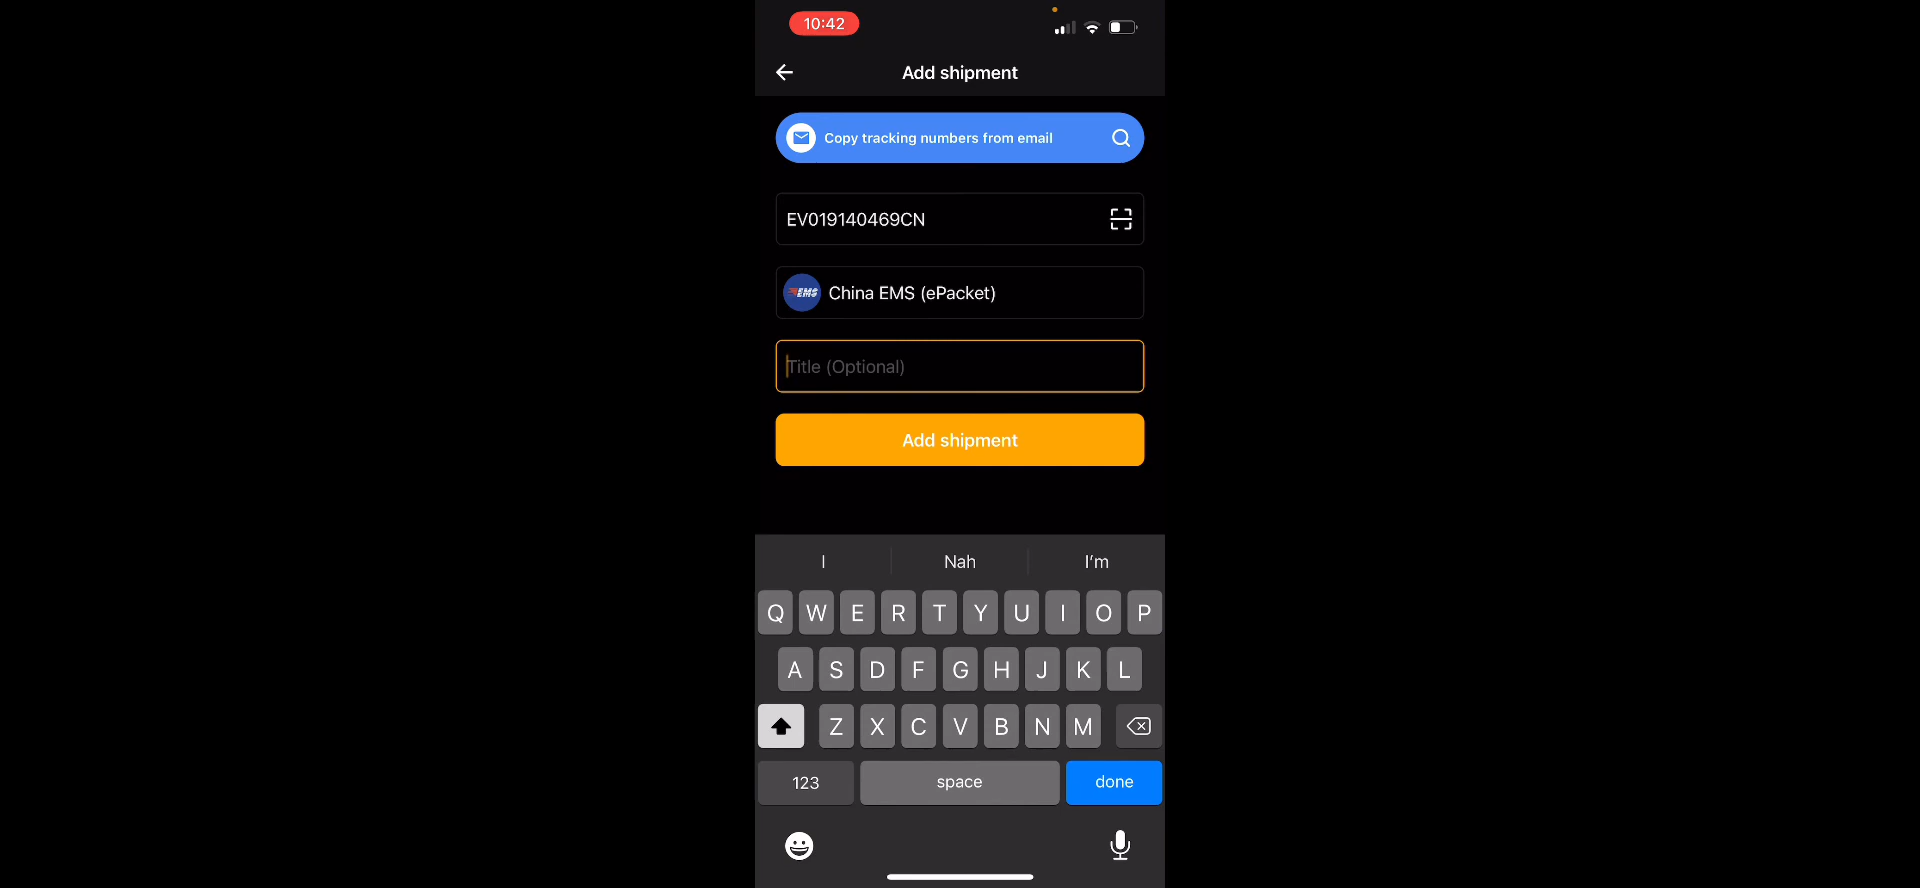 10:42
Add shipment
Copy tracking numbers from email
EV019140469CN
EMS
China EMS (ePacket)
Title (Optional)
Add shipment
I Nah I'm
Q W E R T Y U I O P
A S D F G H J K L
Z X C V B N M
123 space done